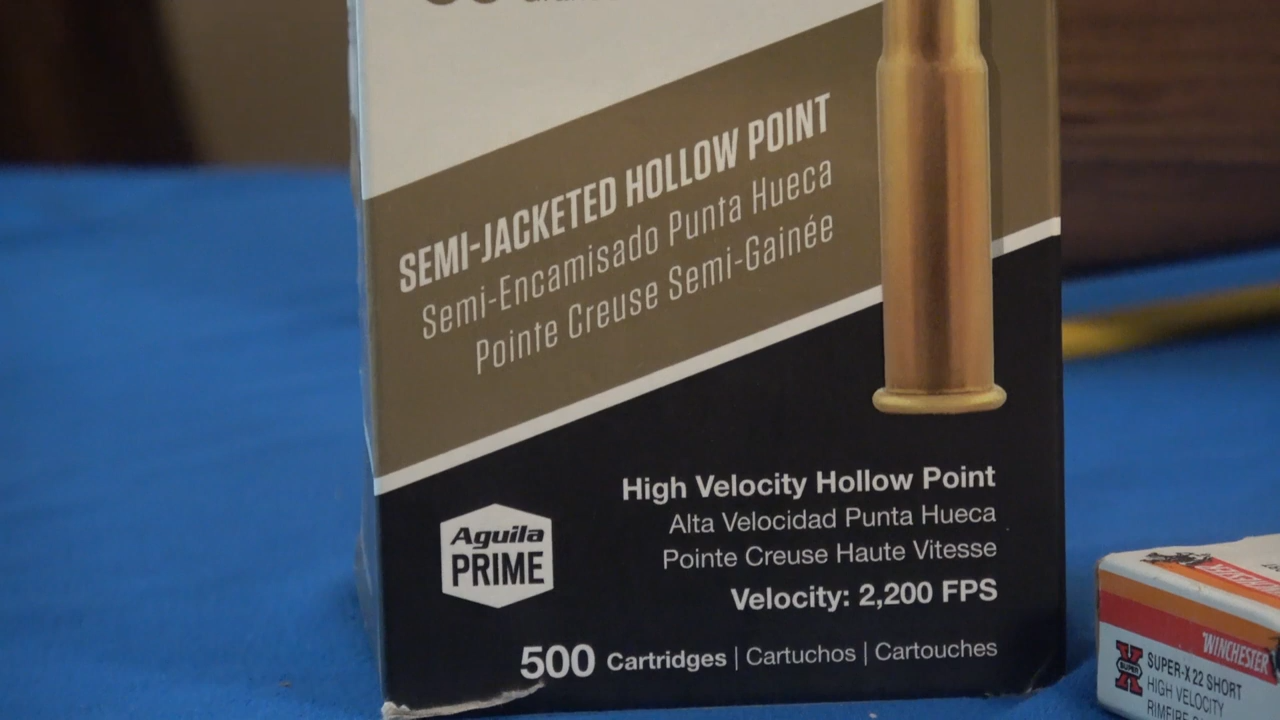 SEMI-JACKETED HOLLOW POINT
Semi-Encamisado Punta Hueca
Pointe Creuse Semi-Gainée
High Velocity Hollow Point
Alta Velocidad Punta Hueca
Pointe Creuse Haute Vitesse
Velocity: 2,200 FPS
Aguila
PRIME
500 Cartridges | Cartuchos | Cartouches
WINCHESTER
SUPER
X
SUPER-X 22 SHORT
HIGH VELOCITY